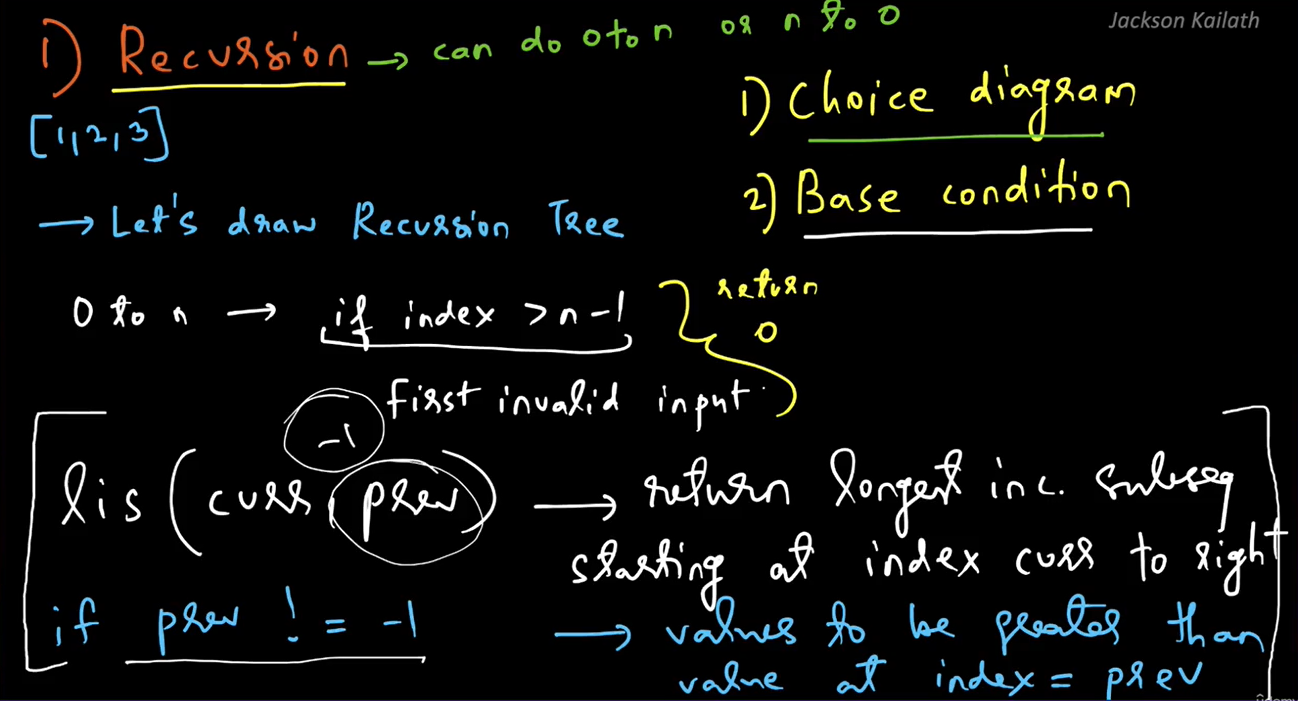 Jackson Kailath
1) Recursion → can do 0 to n or n to 0
[1,2,3]
1) Choice diagram
2) Base condition
→ Let's draw Recursion Tree
0 to n → if index > n-1 return
0
first invalid input
-1
lis (curr, prev) → return longest inc. subseq
starting at index curr to right
if prev != -1 → values to be greater than
value at index = prev